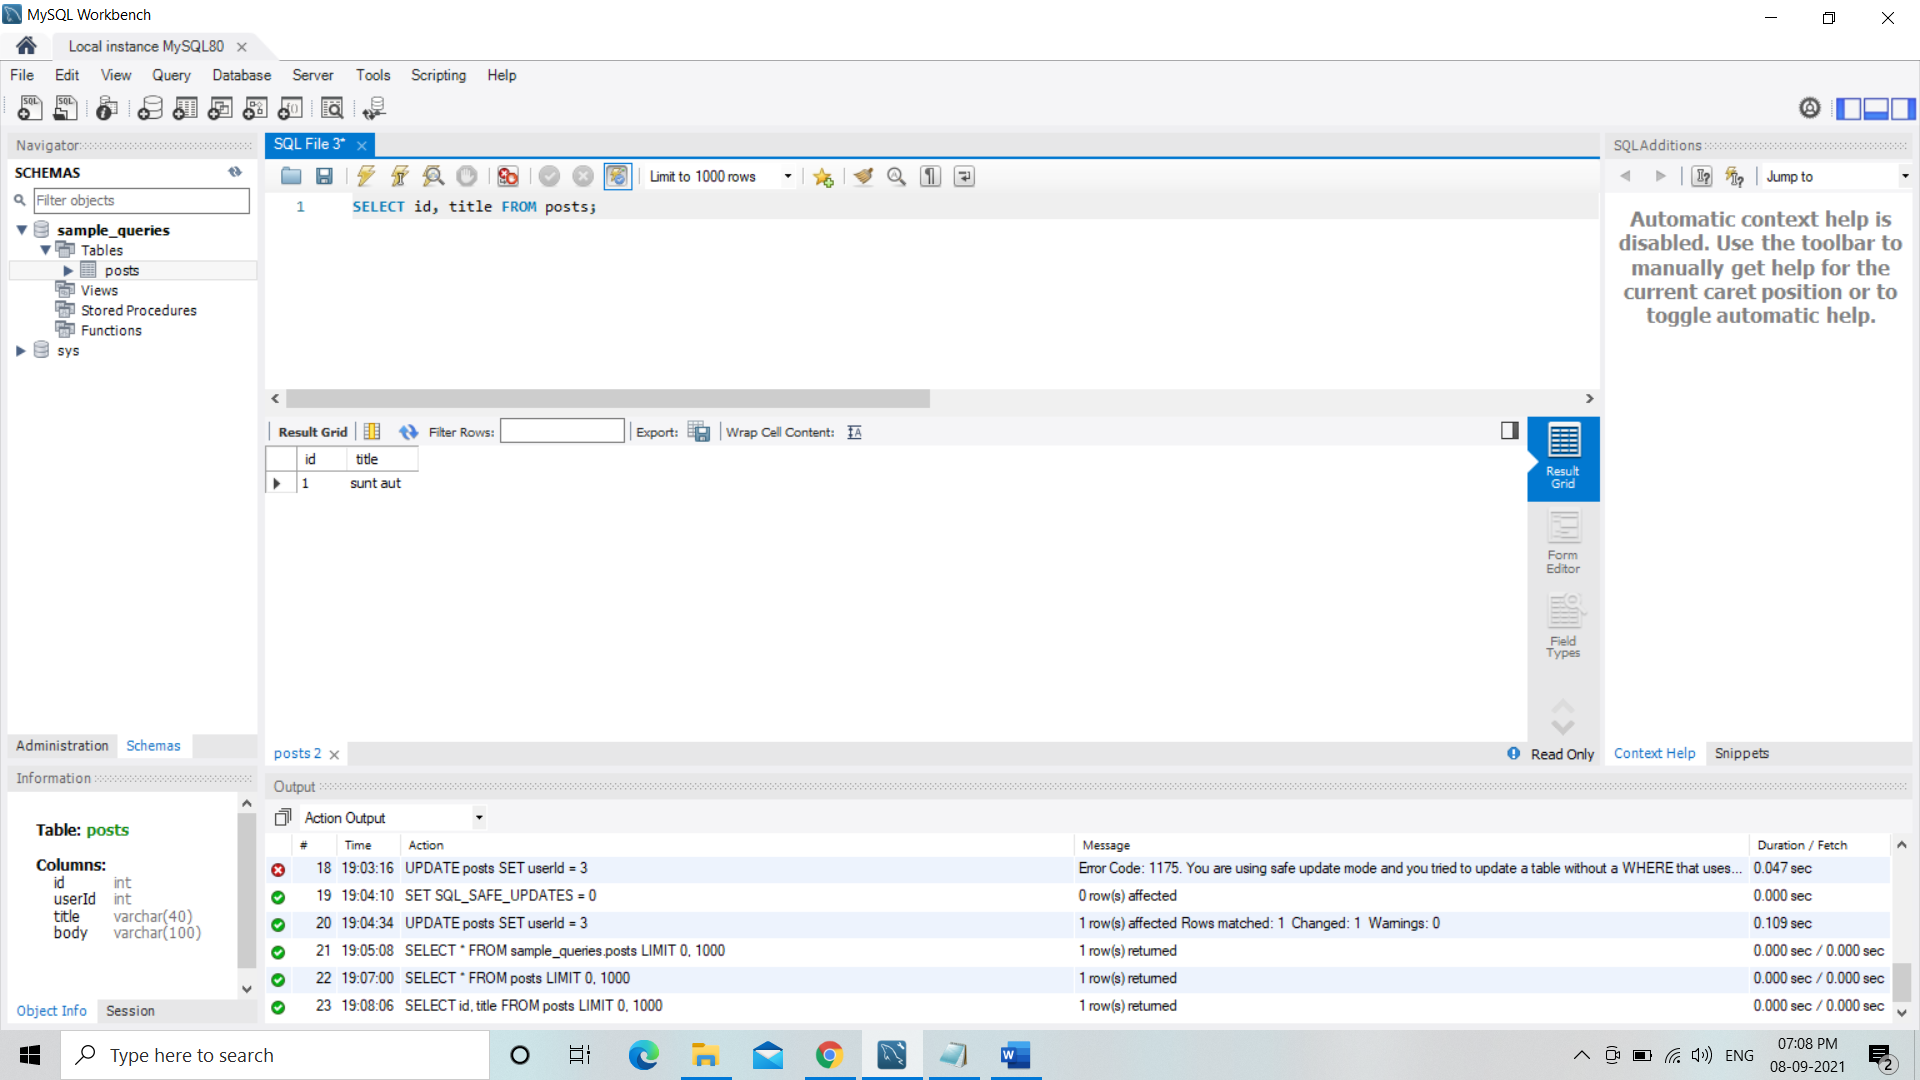 MySQL Workbench
Local instance MySQL80
File Edit View Query Database Server Tools Scripting Help
Navigator
SCHEMAS
Filter objects
sample_queries
Tables
posts
Views
Stored Procedures
Functions
sys
Administration Schemas
Information
Table: posts
Columns:
id int
userId int
title varchar(40)
body varchar(100)
Object Info Session
SQL File 3*
Limit to 1000 rows
1 SELECT id, title FROM posts;
Result Grid Filter Rows: Export: Wrap Cell Content:
id title
1 sunt aut
Result
Grid
Form
Editor
Field
Types
posts 2
Read Only
SQLAdditions
Jump to
Automatic context help is
disabled. Use the toolbar to
manually get help for the
current caret position or to
toggle automatic help.
Context Help Snippets
Output
Action Output
# Time Action Message Duration / Fetch
18 19:03:16 UPDATE posts SET userId = 3 Error Code: 1175. You are using safe update mode and you tried to update a table without a WHERE that uses... 0.047 sec
19 19:04:10 SET SQL_SAFE_UPDATES = 0 0 row(s) affected 0.000 sec
20 19:04:34 UPDATE posts SET userId = 3 1 row(s) affected Rows matched: 1 Changed: 1 Warnings: 0 0.109 sec
21 19:05:08 SELECT * FROM sample_queries.posts LIMIT 0, 1000 1 row(s) returned 0.000 sec / 0.000 sec
22 19:07:00 SELECT * FROM posts LIMIT 0, 1000 1 row(s) returned 0.000 sec / 0.000 sec
23 19:08:06 SELECT id, title FROM posts LIMIT 0, 1000 1 row(s) returned 0.000 sec / 0.000 sec
Type here to search
ENG
07:08 PM
08-09-2021
2